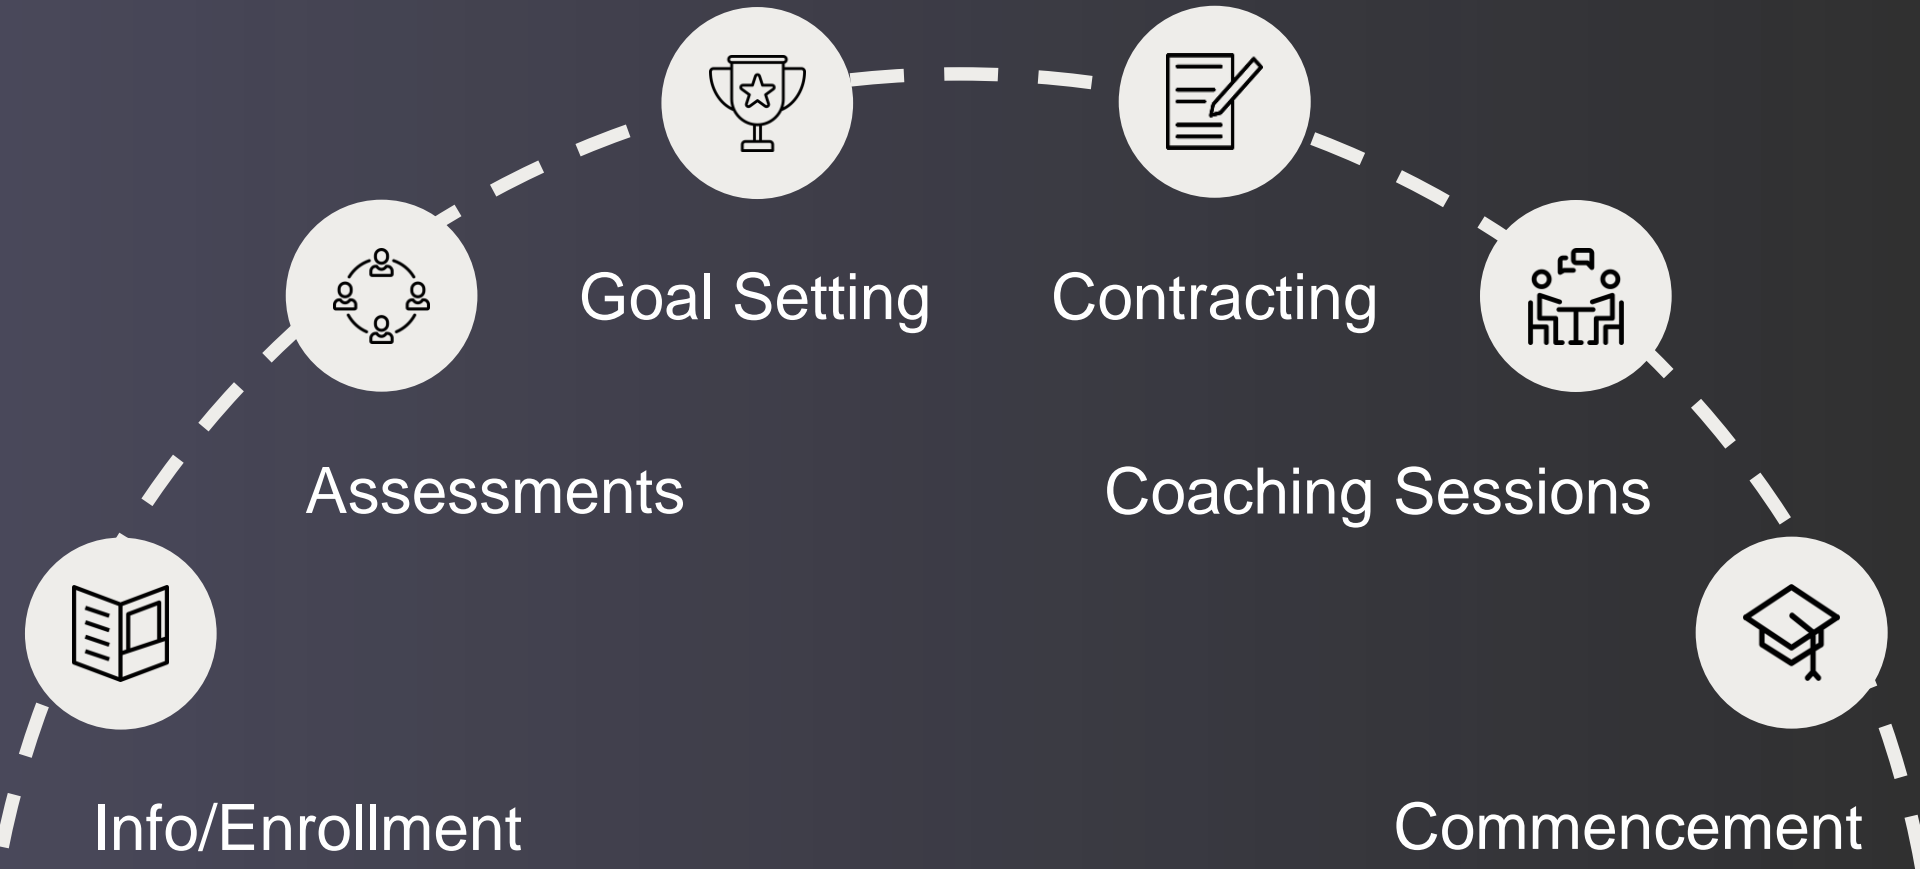 Goal Setting
Contracting
Assessments
Coaching Sessions
Info/Enrollment
Commencement